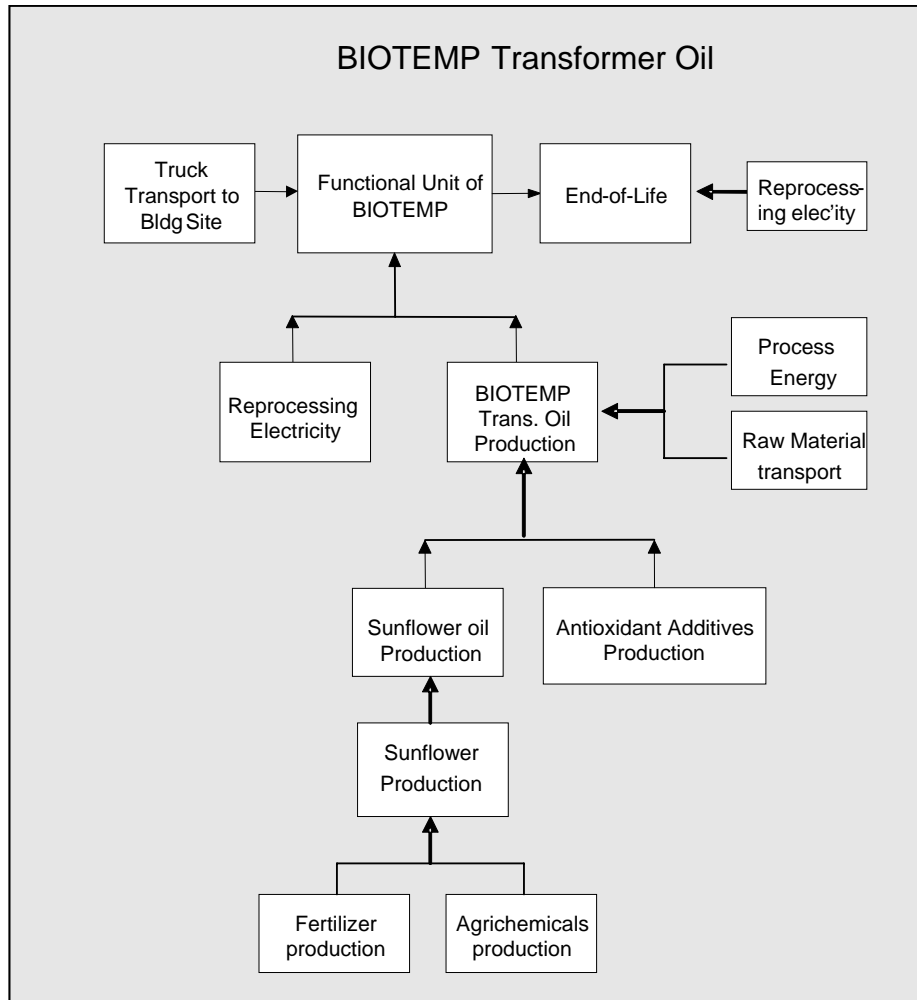 BIOTEMP Transformer Oil
Truck
Transport to
Bldg Site
Functional Unit of
BIOTEMP
End-of-Life
Reprocess-
ing elec'ity
Reprocessing
Electricity
BIOTEMP
Trans. Oil
Production
Process
Energy
Raw Material
transport
Sunflower oil
Production
Antioxidant Additives
Production
Sunflower
Production
Fertilizer
production
Agrichemicals
production